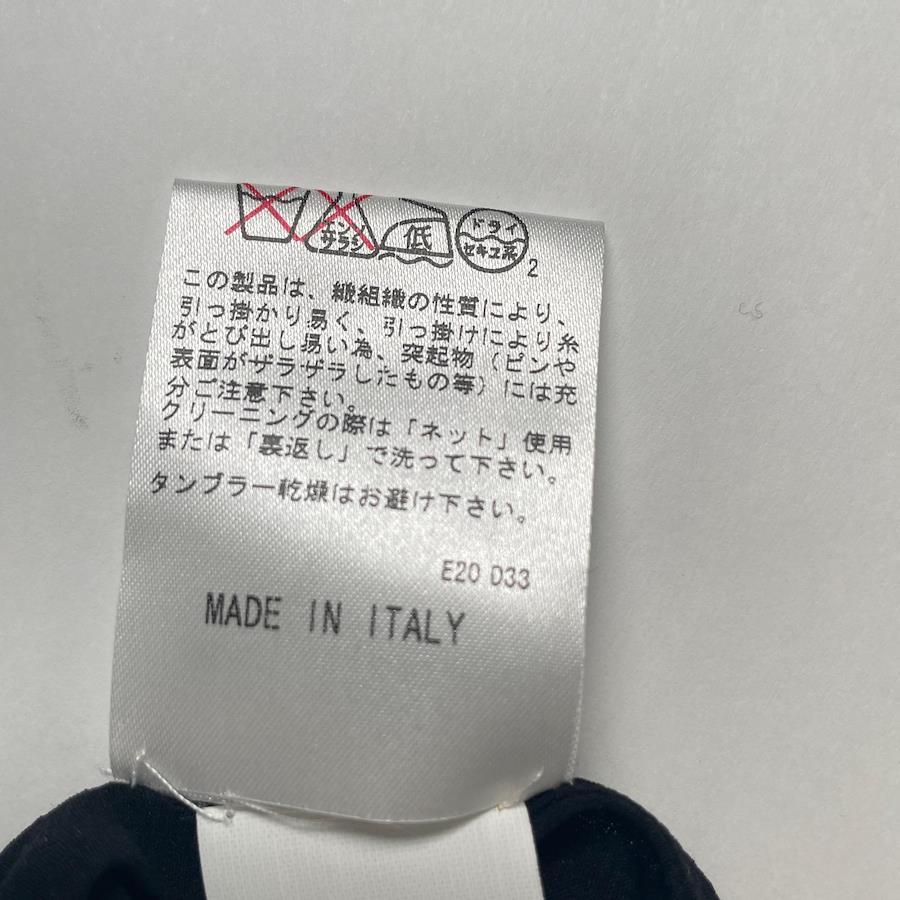 エンソ
サラシ
低
ドライ
セキユ系
2
この製品は、緞組織の性質により、
引っ掛かり易く、引っ掛けにより糸
がとび出し易い為、突起物（ピンや
表面がザラザラしたもの等）には充
分ご注意下さい。
クリーニングの際は「ネット」使用
または「裏返し」で洗って下さい。
タンブラー乾燥はお避け下さい。
E20 D33
MADE IN ITALY